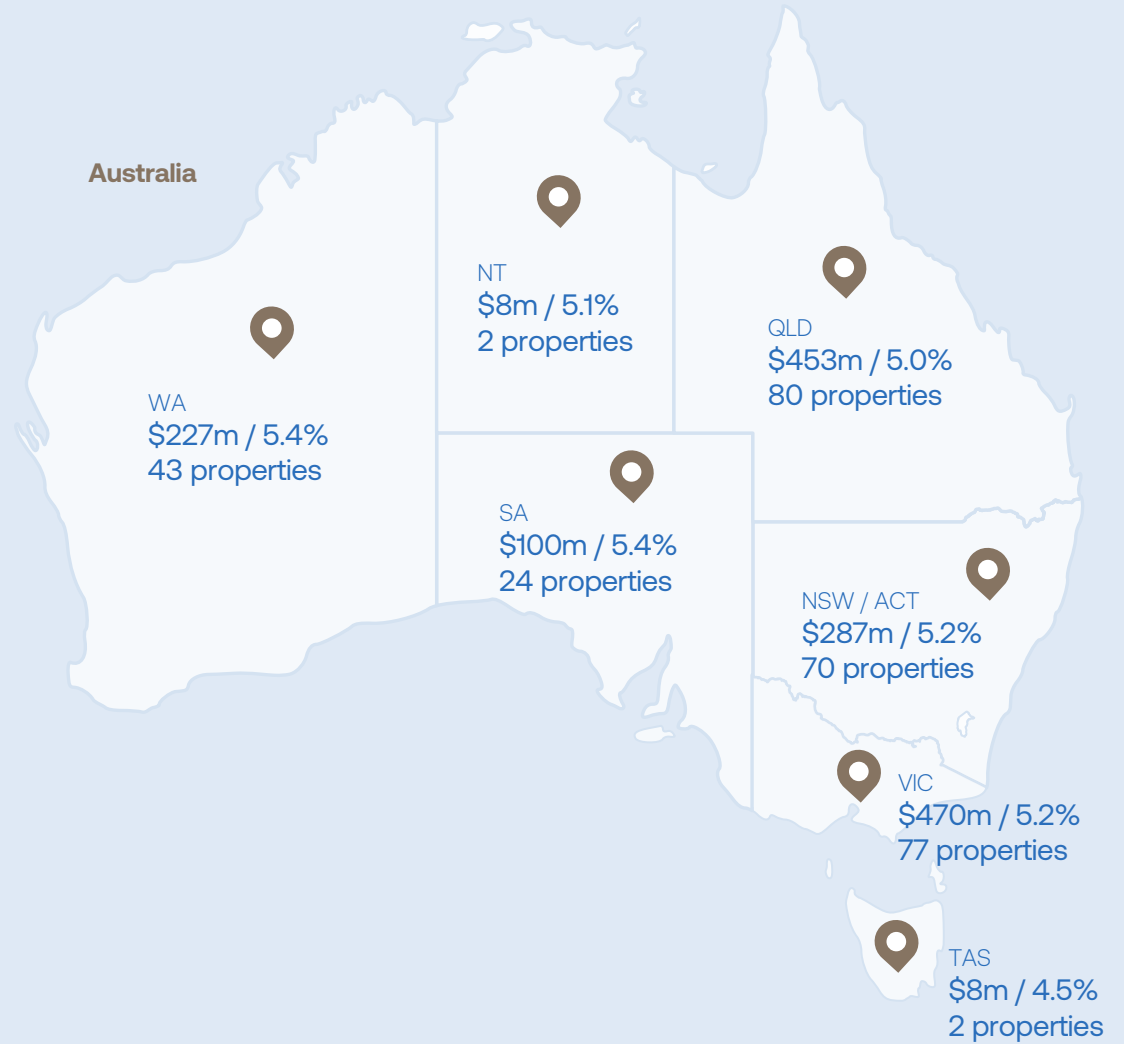 Australia
NT
$8m / 5.1%
2 properties
QLD
$453m / 5.0%
80 properties
WA
$227m / 5.4%
43 properties
SA
$100m / 5.4%
24 properties
NSW / ACT
$287m / 5.2%
70 properties
VIC
$470m / 5.2%
77 properties
TAS
$8m / 4.5%
2 properties